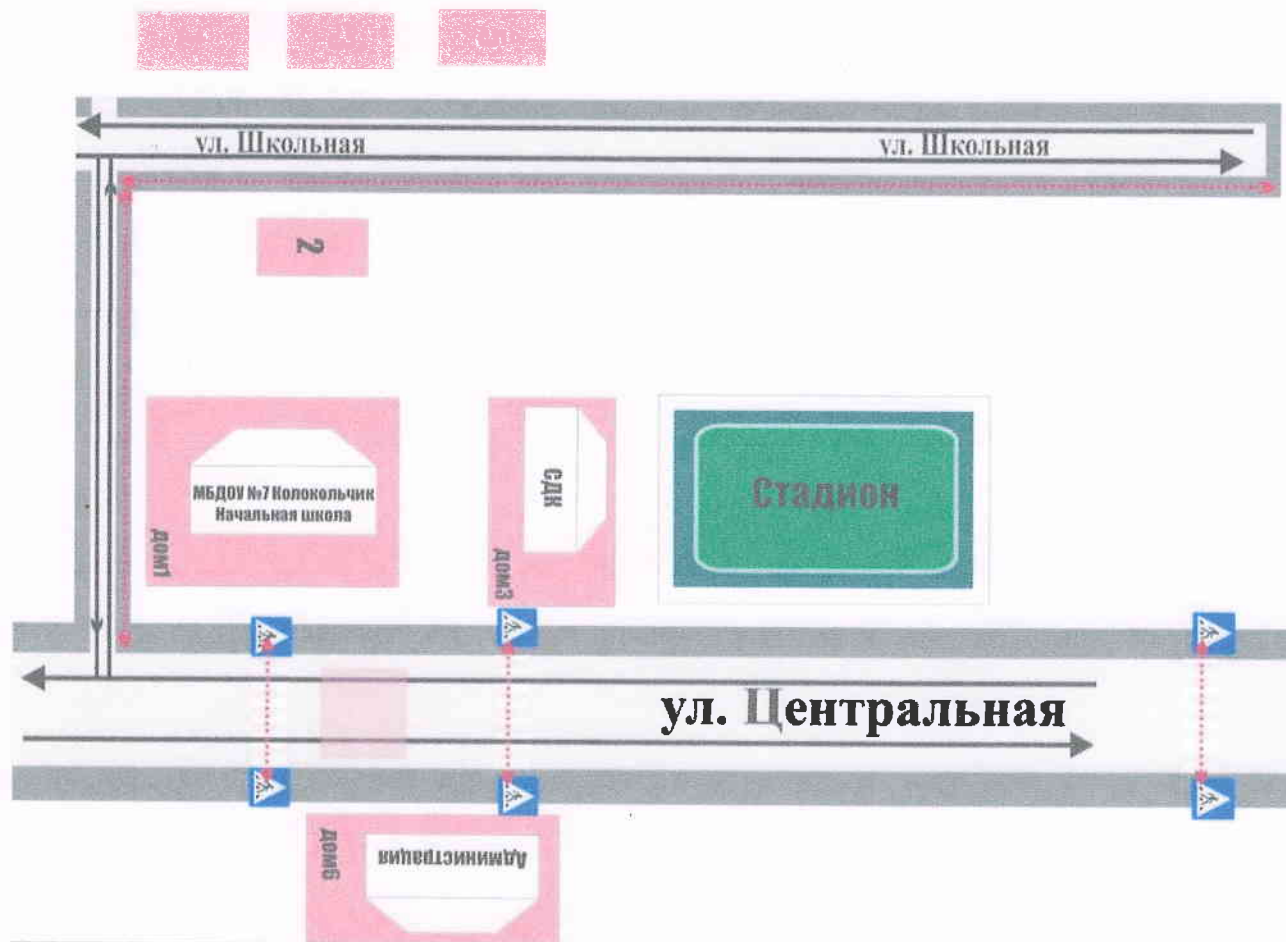 ул. Школьная
ул. Школьная
2
МБДОУ №7 Колокольчик
Начальная школа
дом1
СДК
дом3
Стадион
ул. Центральная
дом6
Администрация